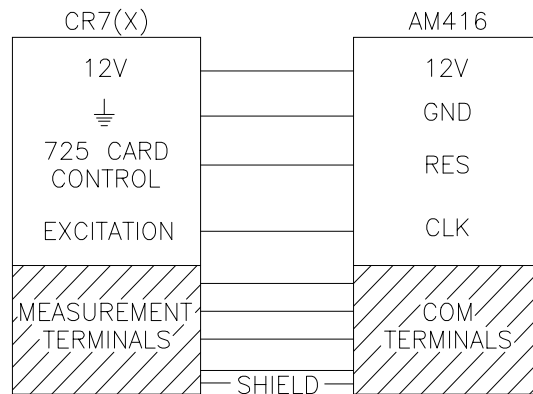 CR7(X)
AM416
12V
12V
GND
725 CARD
CONTROL
RES
EXCITATION
CLK
MEASUREMENT
TERMINALS
COM
TERMINALS
SHIELD